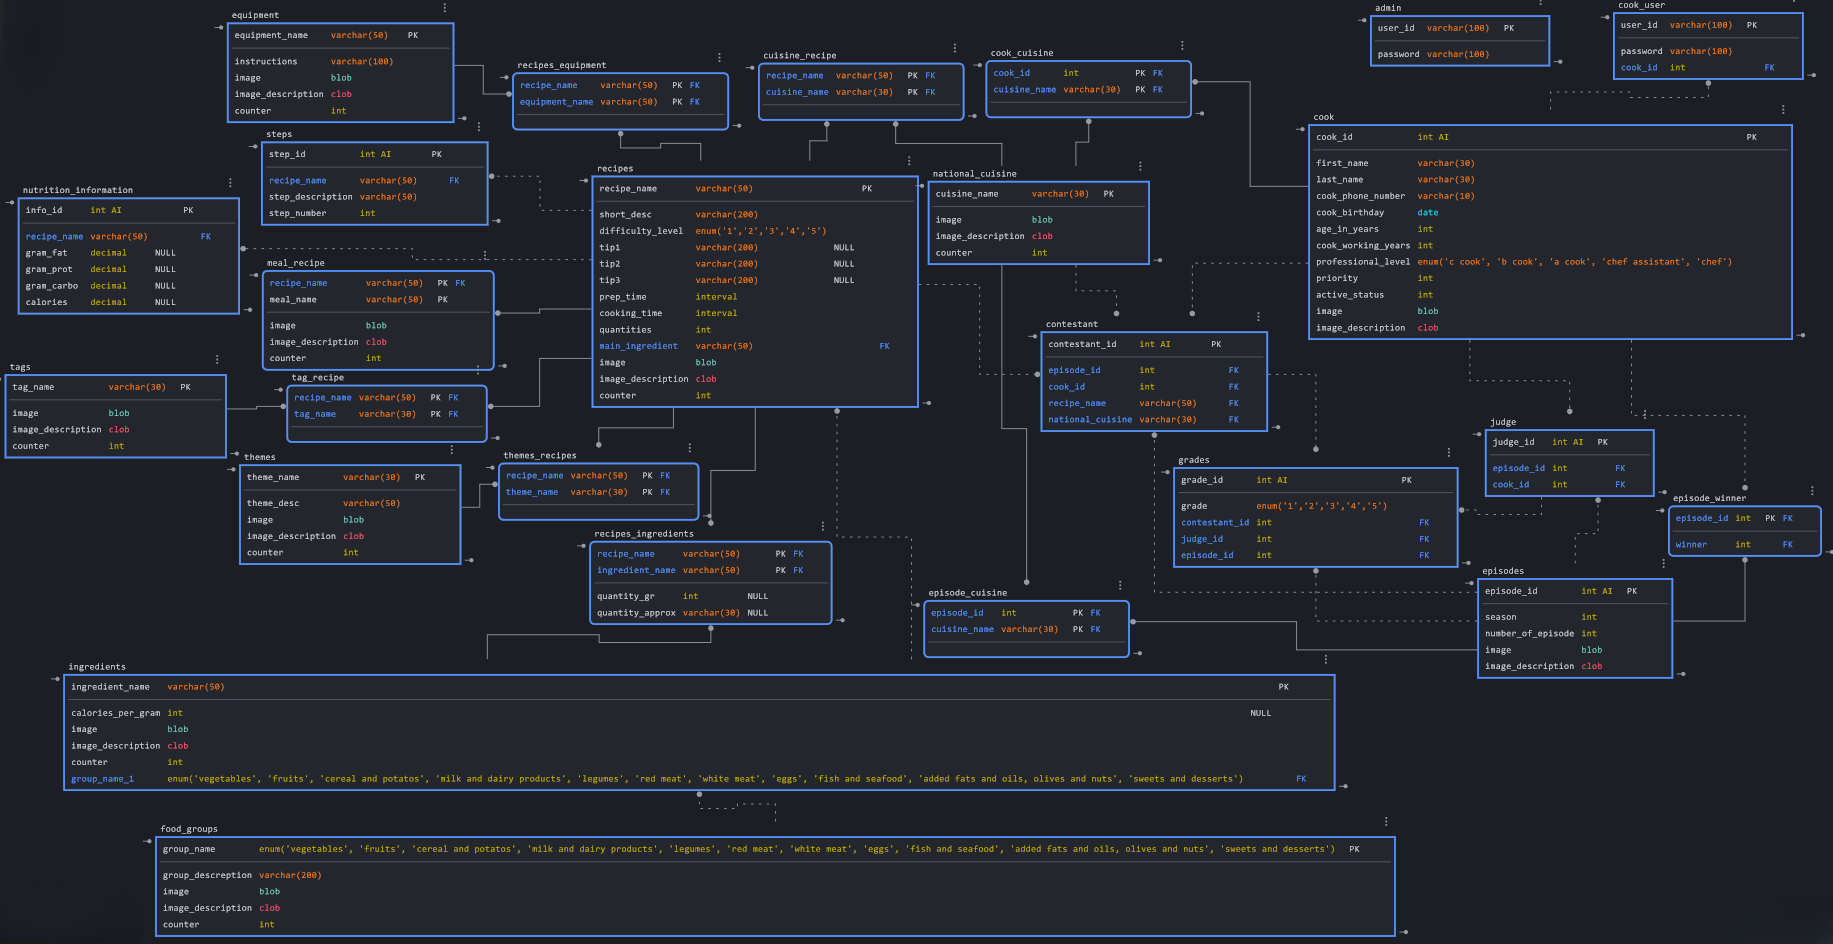 equipment
equipment_name varchar(50) PK
instructions varchar(100)
image blob
image_description clob
counter int
recipes_equipment
recipe_name varchar(50) PK FK
equipment_name varchar(50) PK FK
cuisine_recipe
recipe_name varchar(50) PK FK
cuisine_name varchar(30) PK FK
cook_cuisine
cook_id int PK FK
cuisine_name varchar(30) PK FK
admin
user_id varchar(100) PK
password varchar(100)
cook_user
user_id varchar(100) PK
password varchar(100)
cook_id int FK
steps
step_id int AI PK
recipe_name varchar(50) FK
step_description varchar(50)
step_number int
nutrition_information
info_id int AI PK
recipe_name varchar(50) FK
gram_fat decimal NULL
gram_prot decimal NULL
gram_carbo decimal NULL
calories decimal NULL
recipes
recipe_name varchar(50) PK
short_desc varchar(200)
difficulty_level enum('1','2','3','4','5')
tip1 varchar(200) NULL
tip2 varchar(200) NULL
tip3 varchar(200) NULL
prep_time interval
cooking_time interval
quantities int
main_ingredient varchar(50) FK
image blob
image_description clob
counter int
national_cuisine
cuisine_name varchar(30) PK
image blob
image_description clob
counter int
cook
cook_id int AI PK
first_name varchar(30)
last_name varchar(30)
cook_phone_number varchar(10)
cook_birthday date
age_in_years int
cook_working_years int
professional_level enum('c cook', 'b cook', 'a cook', 'chef assistant', 'chef')
priority int
active_status int
image blob
image_description clob
meal_recipe
recipe_name varchar(50) PK FK
meal_name varchar(50) PK
image blob
image_description clob
counter int
contestant
contestant_id int AI PK
episode_id int FK
cook_id int FK
recipe_name varchar(50) FK
national_cuisine varchar(30) FK
tags
tag_name varchar(30) PK
image blob
image_description clob
counter int
tag_recipe
recipe_name varchar(50) PK FK
tag_name varchar(30) PK FK
judge
judge_id int AI PK
episode_id int FK
cook_id int FK
themes
theme_name varchar(30) PK
theme_desc varchar(50)
image blob
image_description clob
counter int
themes_recipes
recipe_name varchar(50) PK FK
theme_name varchar(30) PK FK
grades
grade_id int AI PK
grade enum('1','2','3','4','5')
contestant_id int FK
judge_id int FK
episode_id int FK
episode_winner
episode_id int PK FK
winner int FK
recipes_ingredients
recipe_name varchar(50) PK FK
ingredient_name varchar(50) PK FK
quantity_gr int NULL
quantity_approx varchar(30) NULL
episode_cuisine
episode_id int PK FK
cuisine_name varchar(30) PK FK
episodes
episode_id int AI PK
season int
number_of_episode int
image blob
image_description clob
ingredients
ingredient_name varchar(50) PK
calories_per_gram int NULL
image blob
image_description clob
counter int
group_name_1 enum('vegetables', 'fruits', 'cereal and potatos', 'milk and dairy products', 'legumes', 'red meat', 'white meat', 'eggs', 'fish and seafood', 'added fats and oils, olives and nuts', 'sweets and desserts') FK
food_groups
group_name enum('vegetables', 'fruits', 'cereal and potatos', 'milk and dairy products', 'legumes', 'red meat', 'white meat', 'eggs', 'fish and seafood', 'added fats and oils, olives and nuts', 'sweets and desserts') PK
group_descreption varchar(200)
image blob
image_description clob
counter int